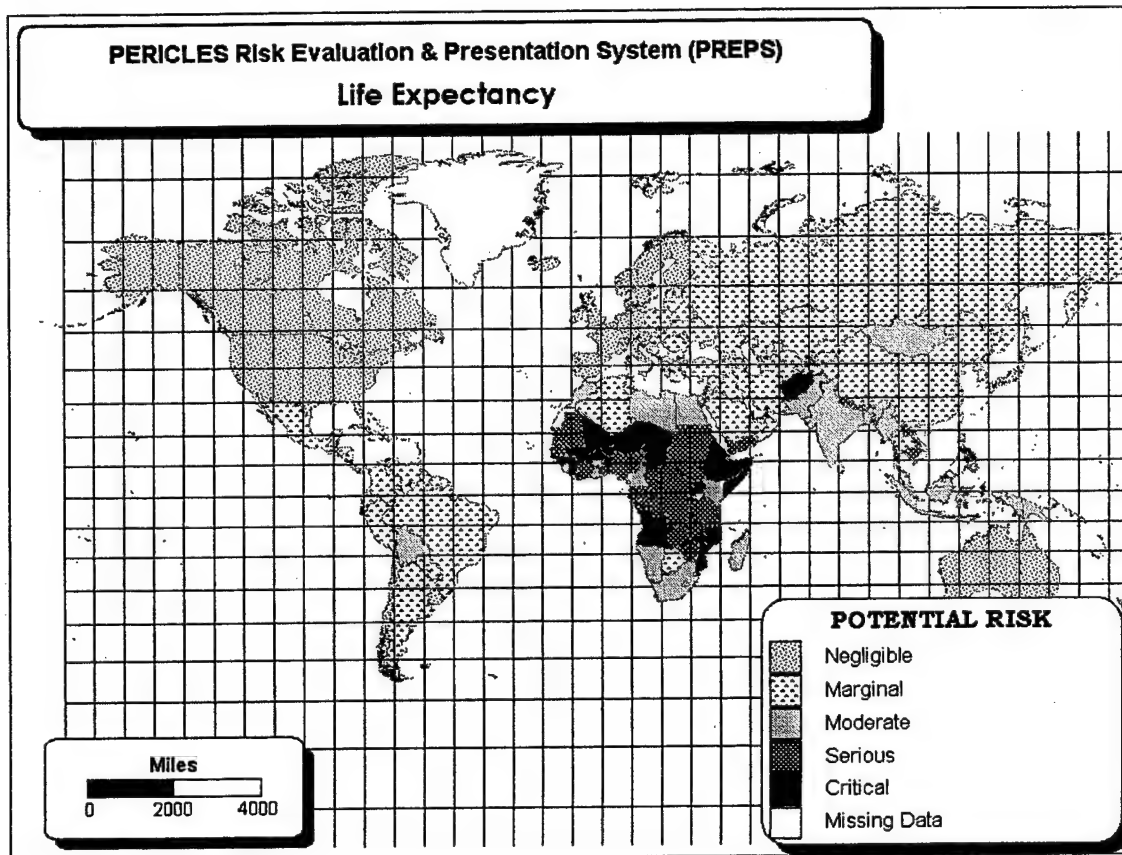 PERICLES Risk Evaluation & Presentation System (PREPS)
Life Expectancy
POTENTIAL RISK
Negligible
Marginal
Moderate
Serious
Critical
Missing Data
Miles
0 2000 4000